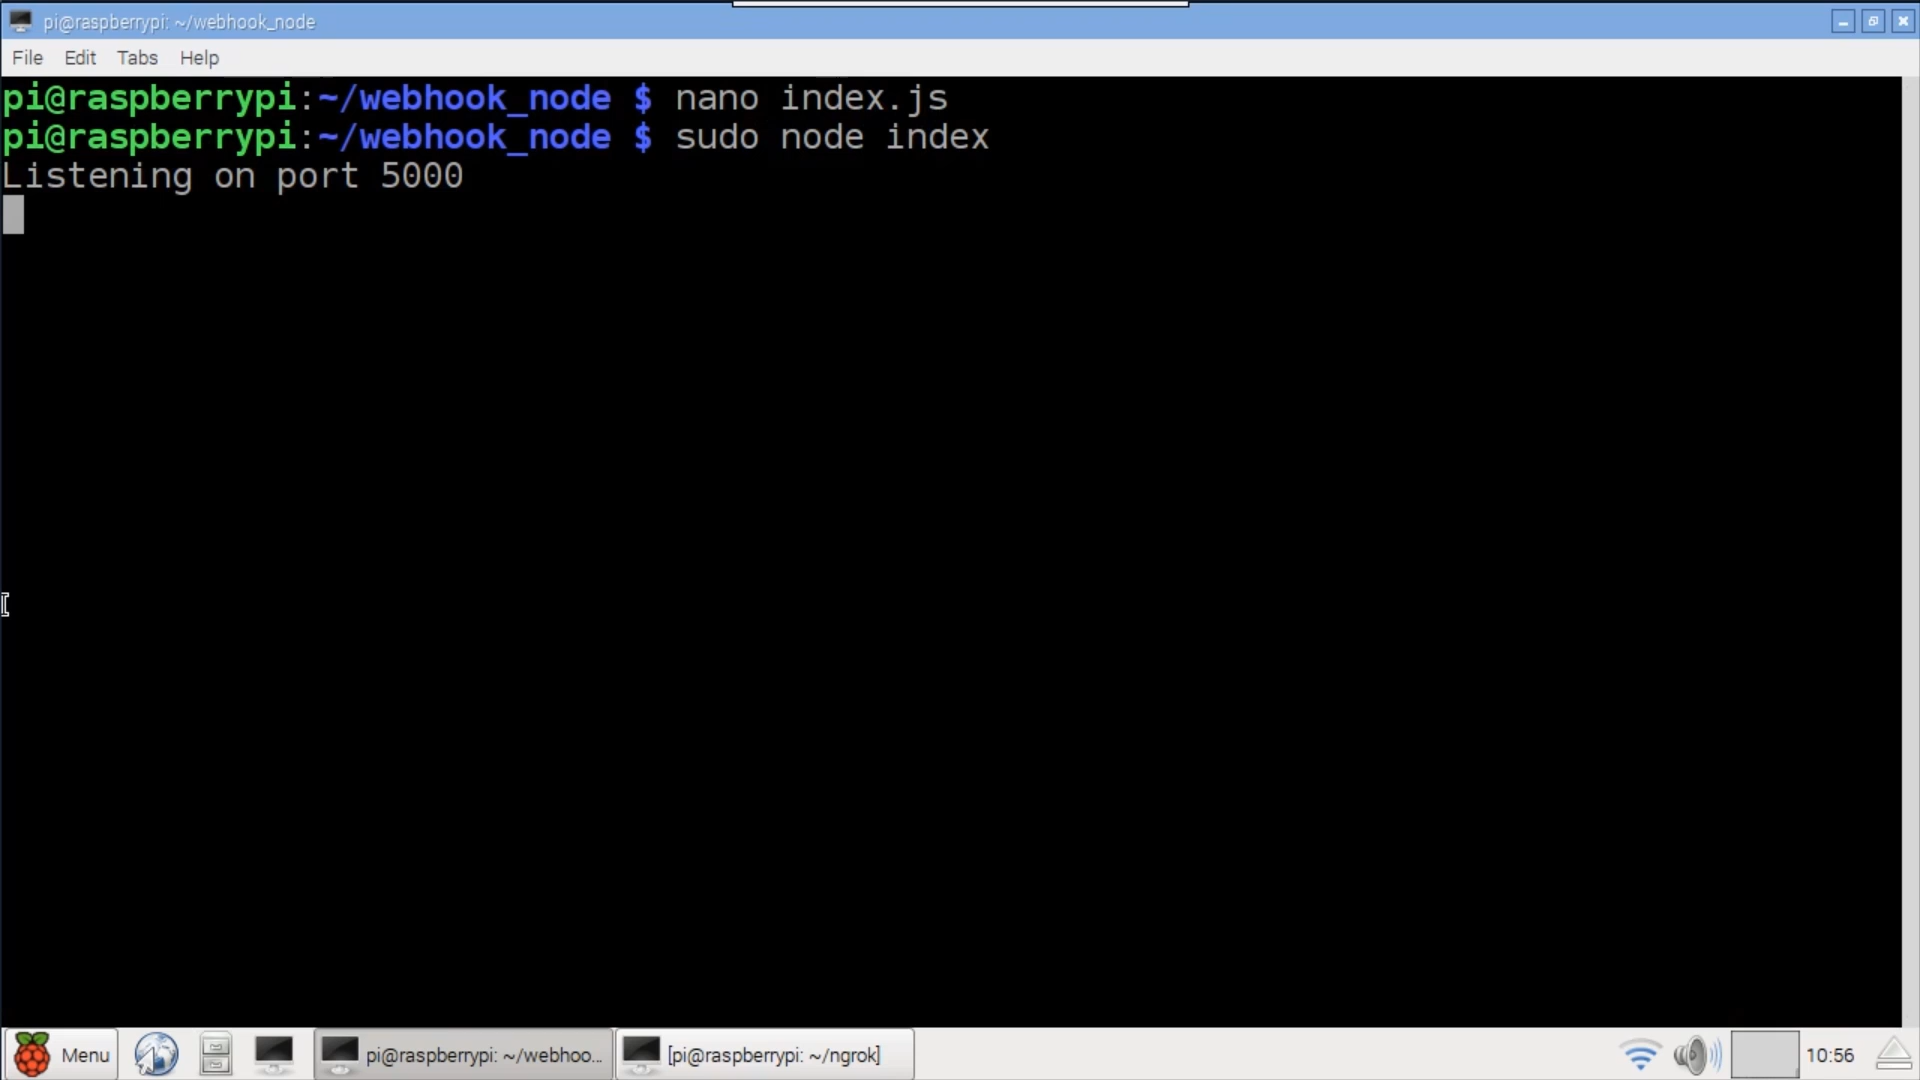 pi@raspberrypi: ~/webhook_node
File Edit Tabs Help
pi@raspberrypi:~/webhook_node $ nano index.js
pi@raspberrypi:~/webhook_node $ sudo node index
Listening on port 5000
Menu pi@raspberrypi: ~/webhoo... [pi@raspberrypi: ~/ngrok] 10:56